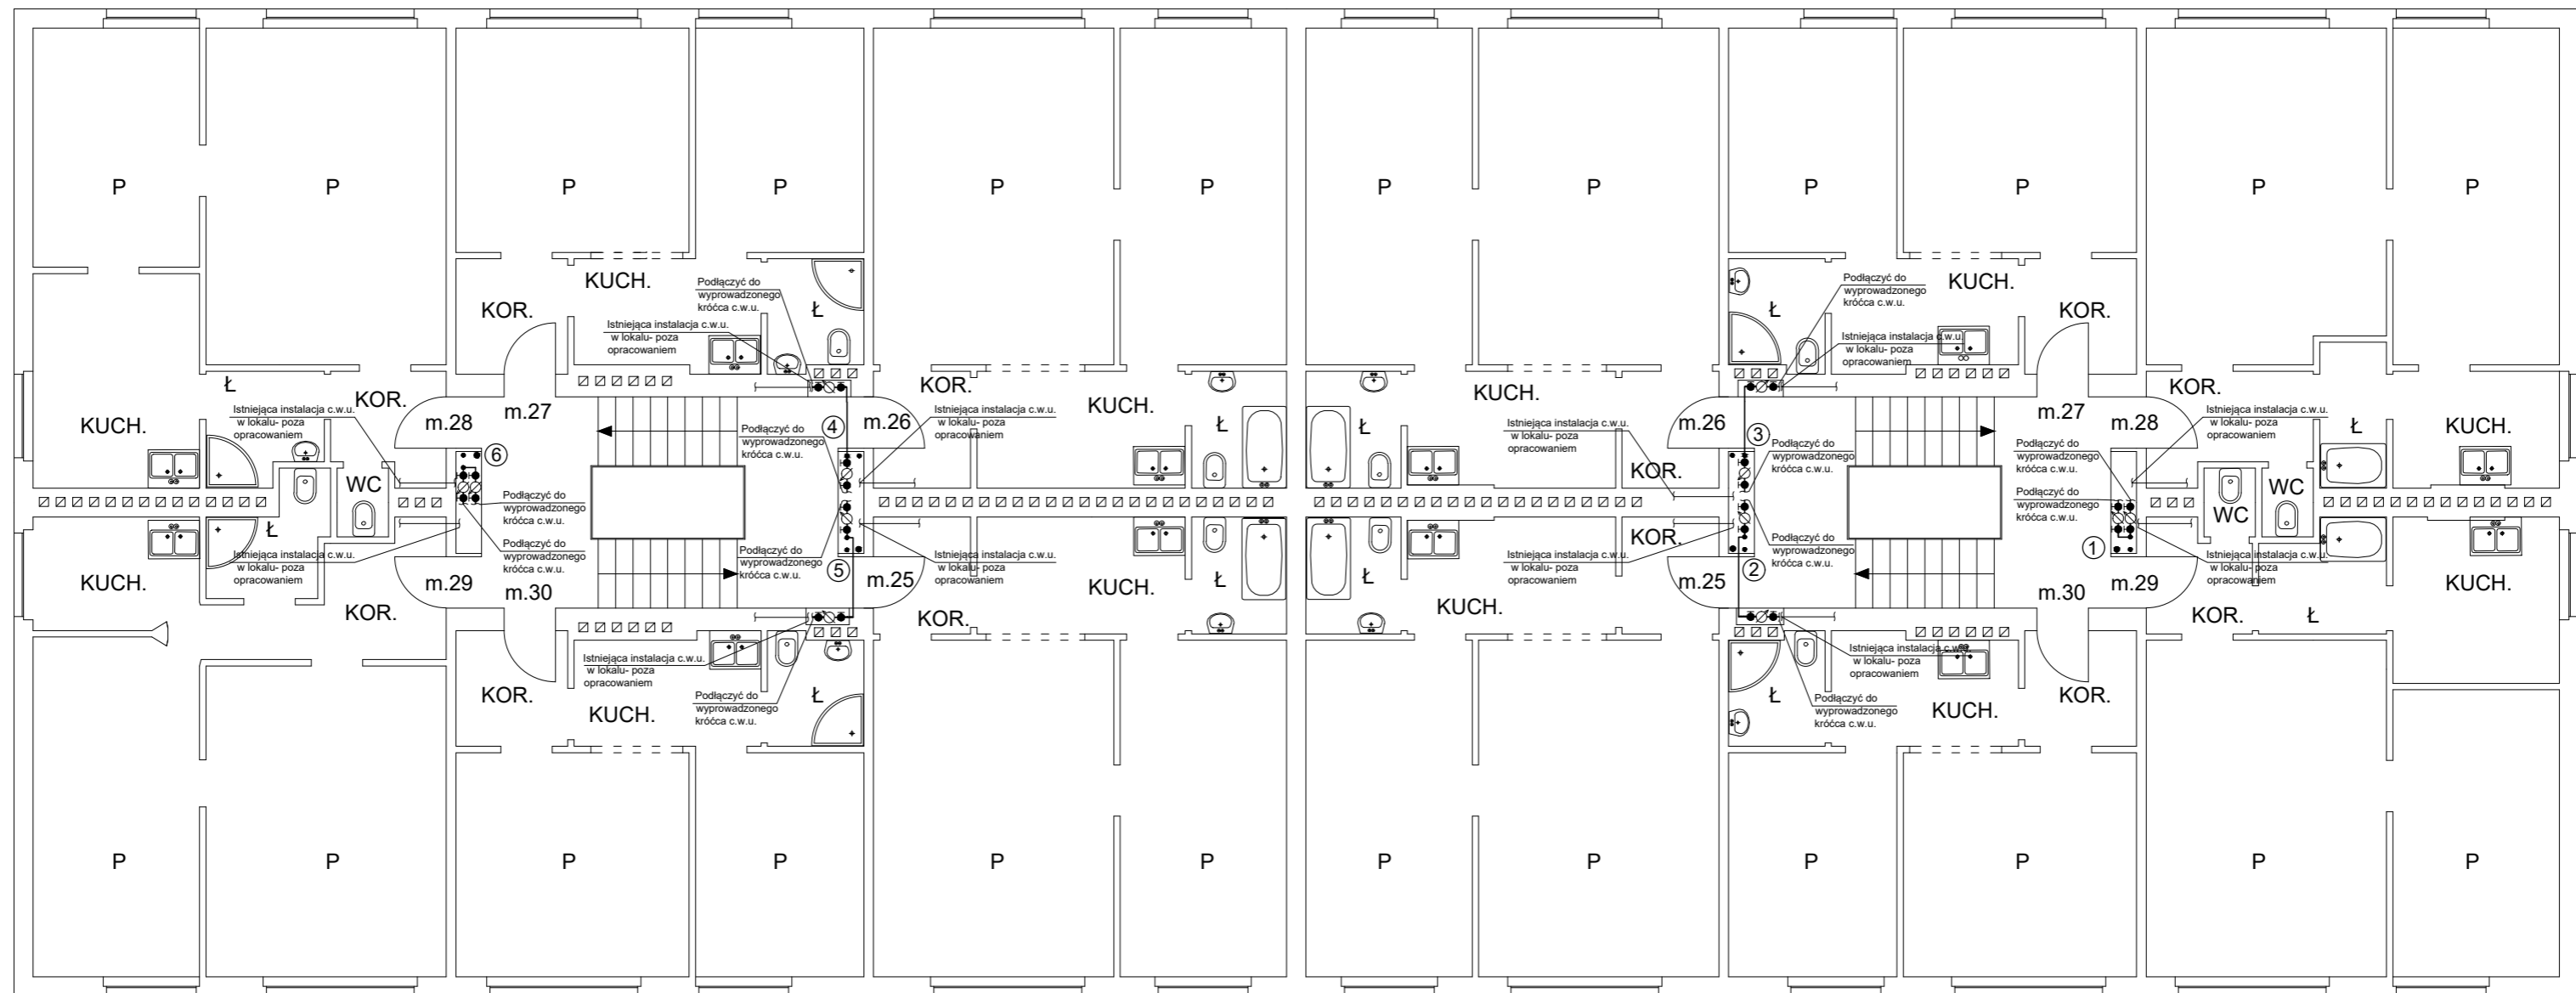 P
P
P
P
P
P
P
P
P
P
P
P
KUCH.
Podłączyć do
wyprowadzonego
króćca c.w.u.
KOR.
Ł
Istniejąca instalacja c.w.u.
w lokalu- poza
opracowaniem
Podłączyć do
wyprowadzonego
króćca c.w.u.
KUCH.
Ł
KOR.
Istniejąca instalacja c.w.u.
w lokalu- poza
opracowaniem
Ł
KOR.
Istniejąca instalacja c.w.u.
w lokalu- poza
opracowaniem
KUCH.
m.28
m.27
④
Podłączyć do
wyprowadzonego
króćca c.w.u.
m.26
KOR.
Istniejąca instalacja c.w.u.
w lokalu- poza
opracowaniem
KUCH.
Ł
Ł
KUCH.
Istniejąca instalacja c.w.u.
w lokalu- poza
opracowaniem
KOR.
m.26
③
Podłączyć do
wyprowadzonego
króćca c.w.u.
m.27
m.28
KOR.
Istniejąca instalacja c.w.u.
w lokalu- poza
opracowaniem
Ł
KUCH.
⑥
WC
Podłączyć do
wyprowadzonego
króćca c.w.u.
Podłączyć do
wyprowadzonego
króćca c.w.u.
Podłączyć do
wyprowadzonego
króćca c.w.u.
WC
WC
Ł
Istniejąca instalacja c.w.u.
w lokalu- poza
opracowaniem
KUCH.
Podłączyć do
wyprowadzonego
króćca c.w.u.
m.29
m.30
Podłączyć do
wyprowadzonego
króćca c.w.u.
⑤
m.25
KOR.
Istniejąca instalacja c.w.u.
w lokalu- poza
opracowaniem
KUCH.
Ł
Ł
KUCH.
Istniejąca instalacja c.w.u.
w lokalu- poza
opracowaniem
KOR.
m.25
②
Podłączyć do
wyprowadzonego
króćca c.w.u.
①
m.30
m.29
Istniejąca instalacja c.w.u.
w lokalu- poza
opracowaniem
KOR.
Ł
KUCH.
KOR.
Istniejąca instalacja c.w.u.
w lokalu- poza
opracowaniem
KOR.
KUCH.
Podłączyć do
wyprowadzonego
króćca c.w.u.
Ł
Istniejąca instalacja c.w.u.
w lokalu- poza
opracowaniem
Ł
Podłączyć do
wyprowadzonego
króćca c.w.u.
KUCH.
KOR.
P
P
P
P
P
P
P
P
P
P
P
P